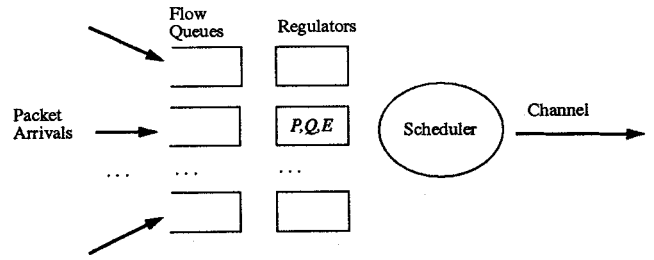 Flow
Queues
Regulators
Packet
Arrivals
P,Q,E
Scheduler
Channel
... ... ...